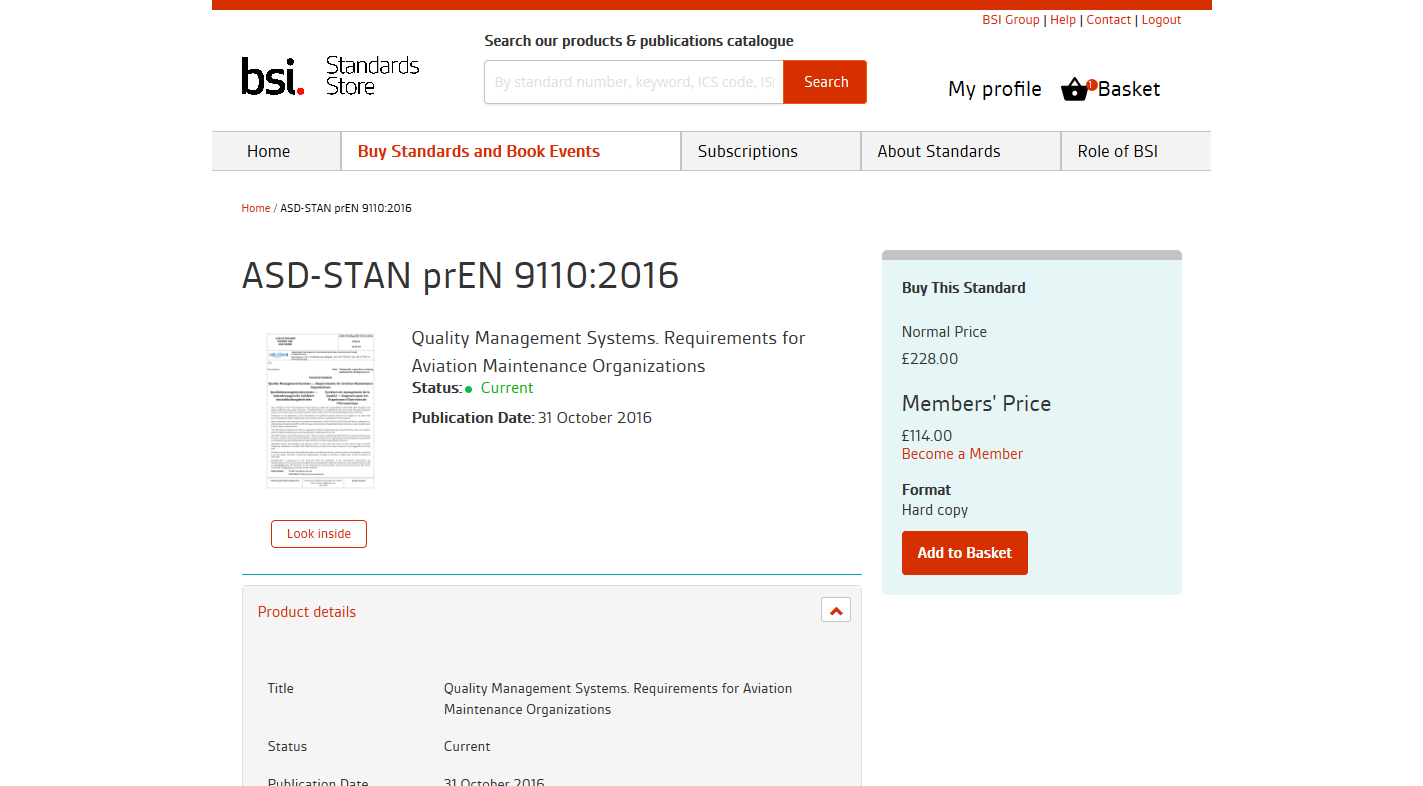 BSI Group | Help | Contact | Logout
Search our products & publications catalogue
bsi. Standards Store
By standard number, keyword, ICS code, ISI
Search
My profile
1
Basket
Home
Buy Standards and Book Events
Subscriptions
About Standards
Role of BSI
Home / ASD-STAN prEN 9110:2016
ASD-STAN prEN 9110:2016
Quality Management Systems. Requirements for
Aviation Maintenance Organizations
Status: Current
Publication Date: 31 October 2016
Look inside
Buy This Standard
Normal Price
£228.00
Members' Price
£114.00
Become a Member
Format
Hard copy
Add to Basket
Product details
Title
Quality Management Systems. Requirements for Aviation
Maintenance Organizations
Status
Current
Publication Date
31 October 2016